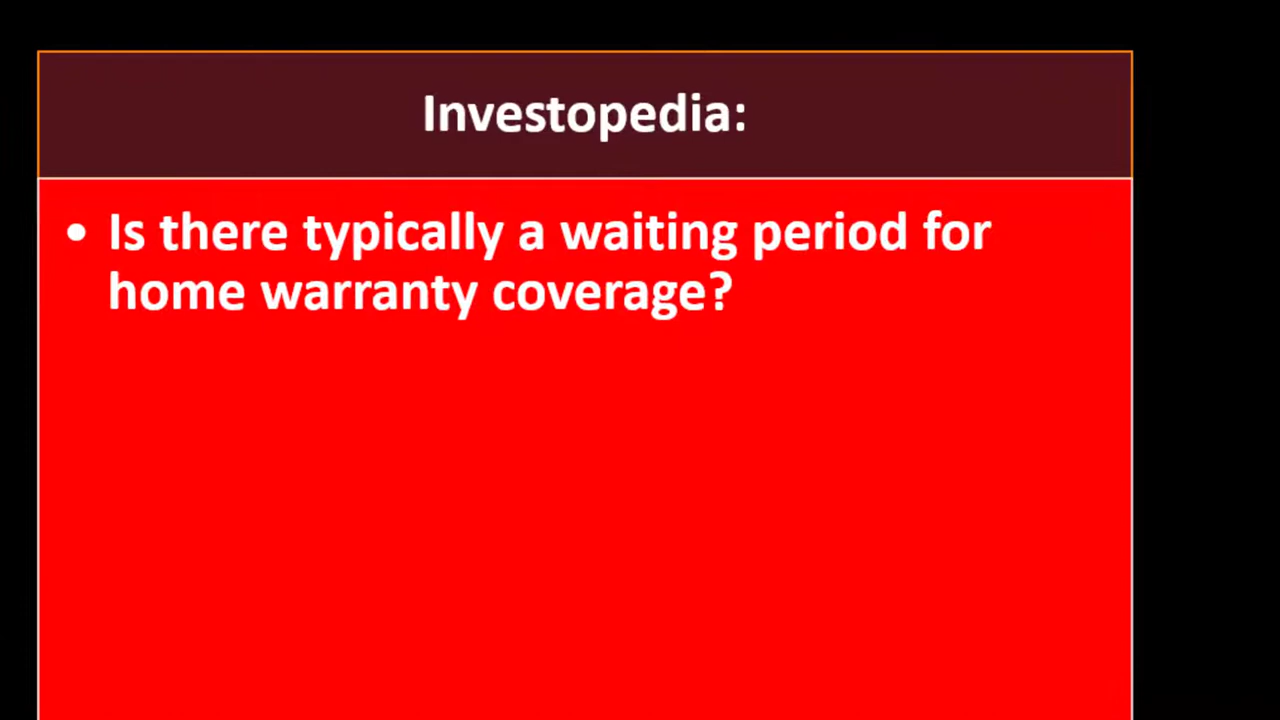 Investopedia:
• Is there typically a waiting period for
home warranty coverage?